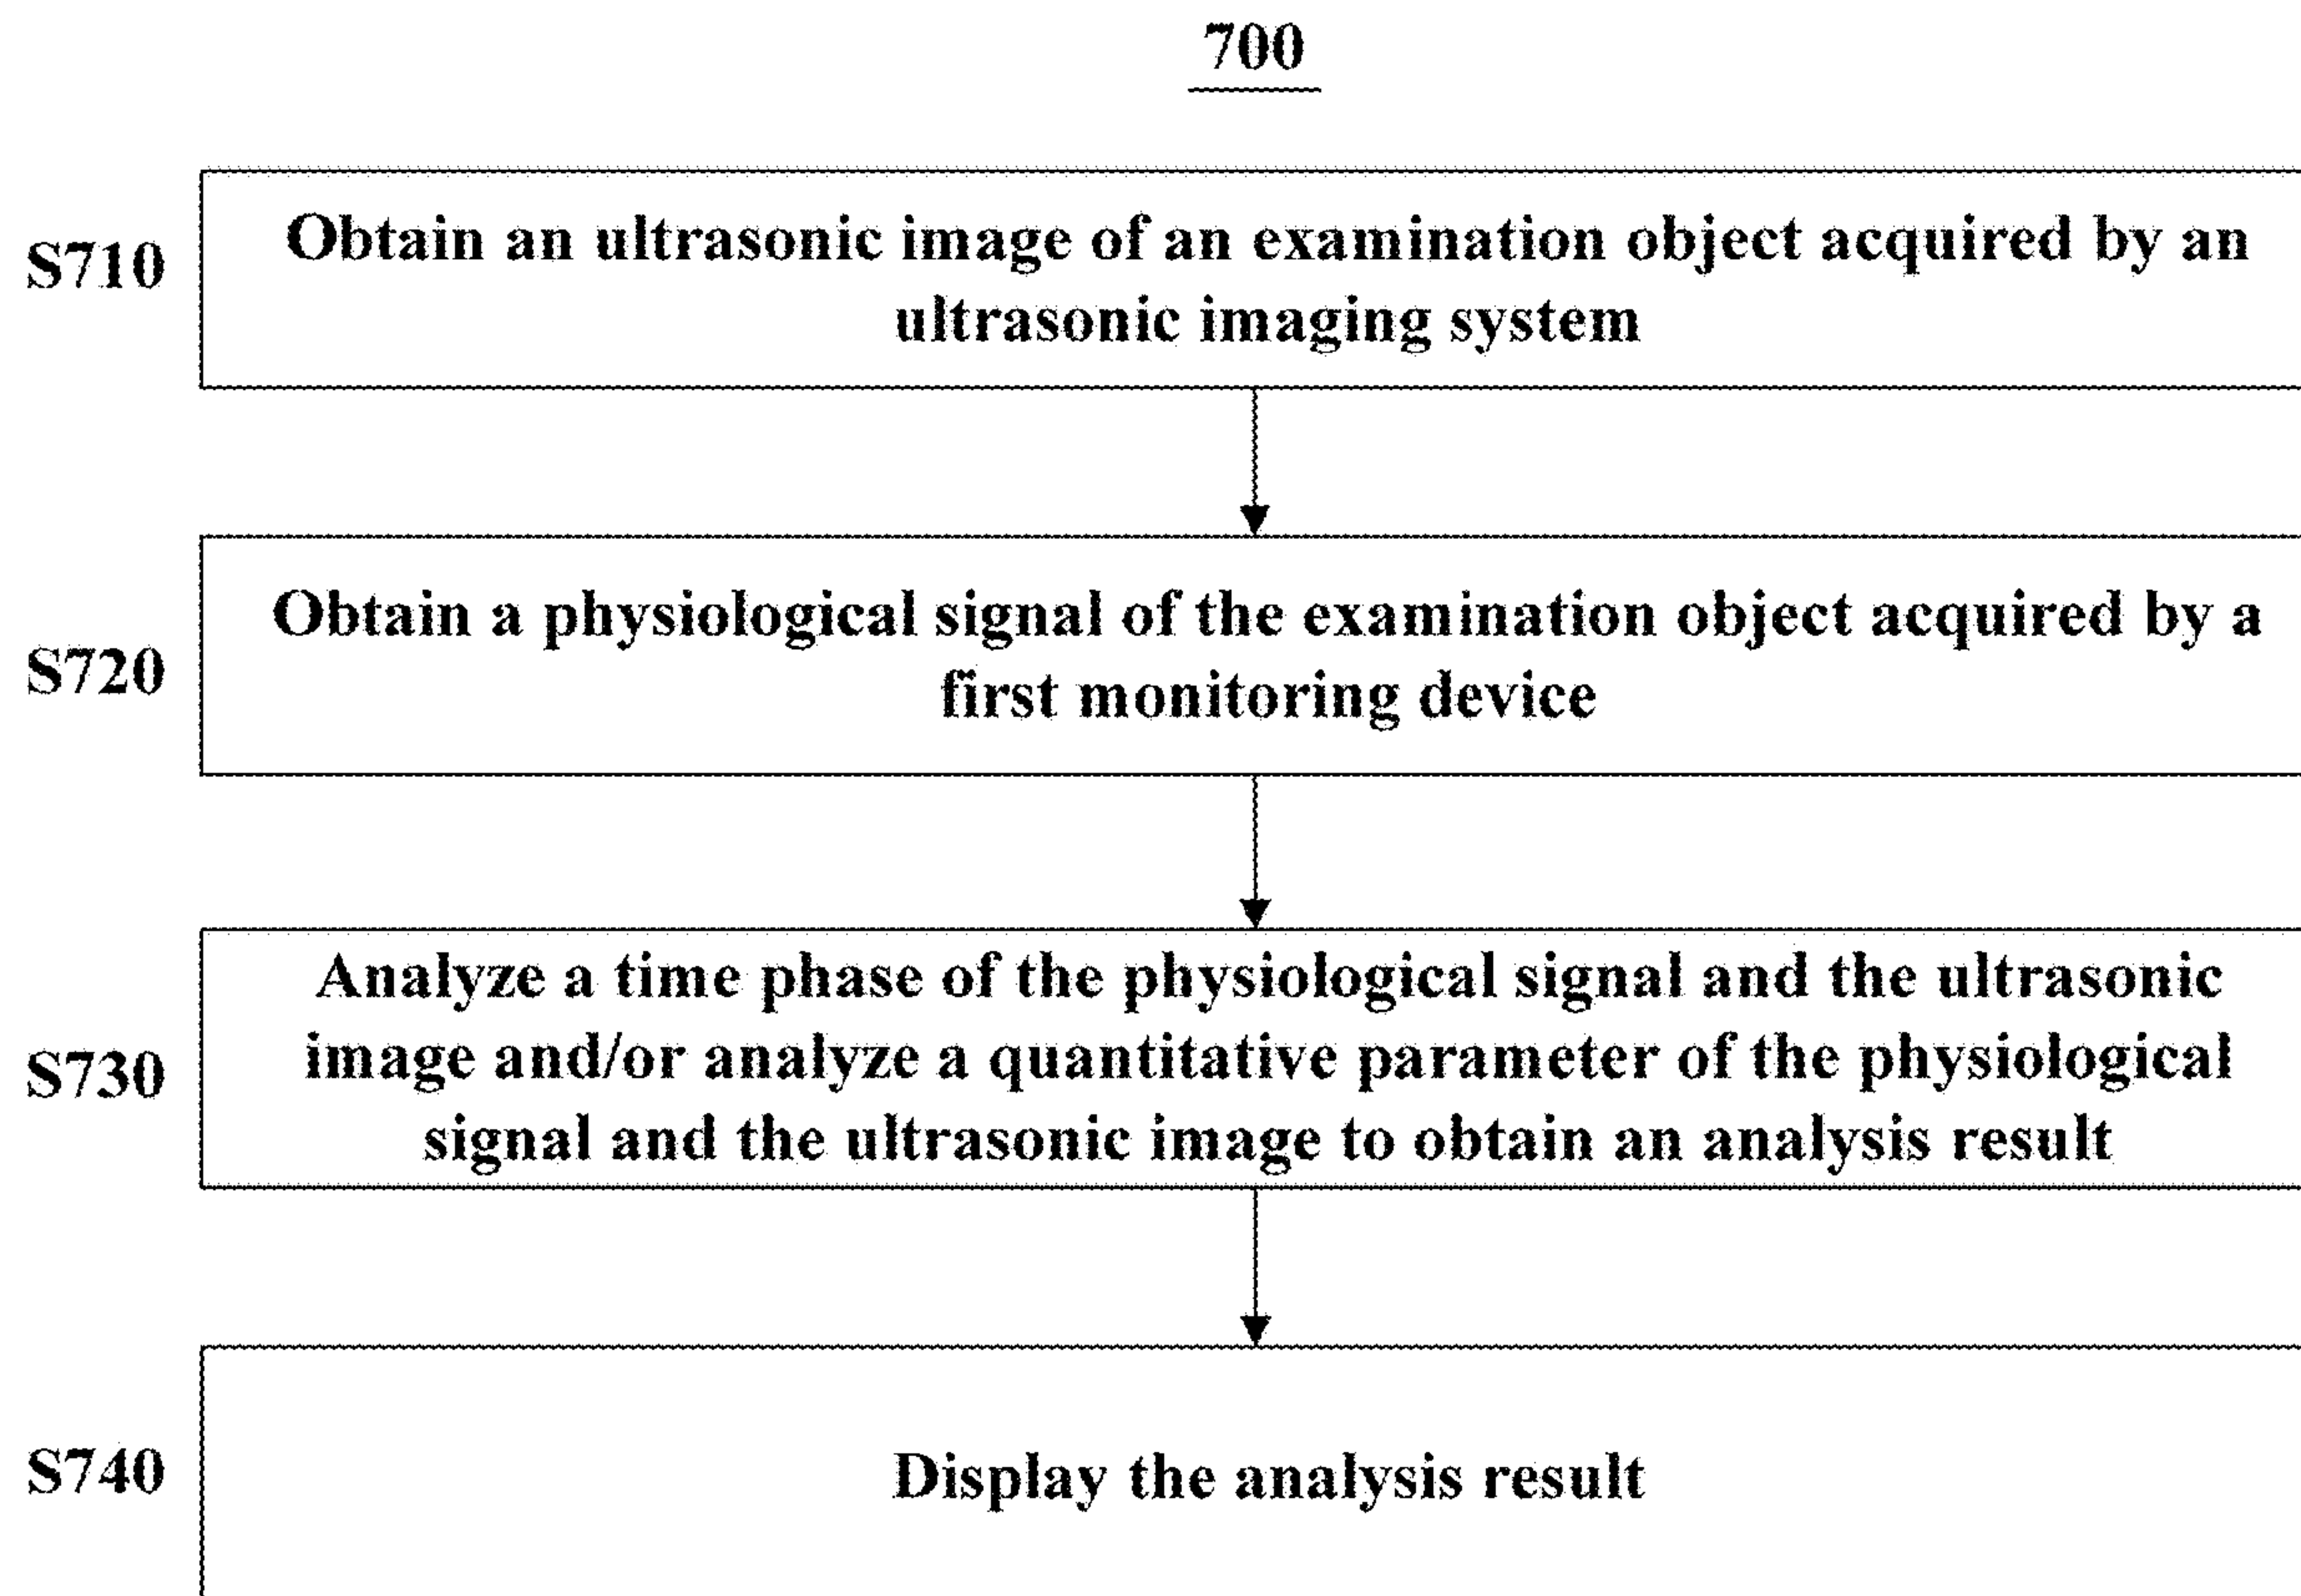 700
S710
Obtain an ultrasonic image of an examination object acquired by an
ultrasonic imaging system
S720
Obtain a physiological signal of the examination object acquired by a
first monitoring device
S730
Analyze a time phase of the physiological signal and the ultrasonic
image and/or analyze a quantitative parameter of the physiological
signal and the ultrasonic image to obtain an analysis result
S740
Display the analysis result